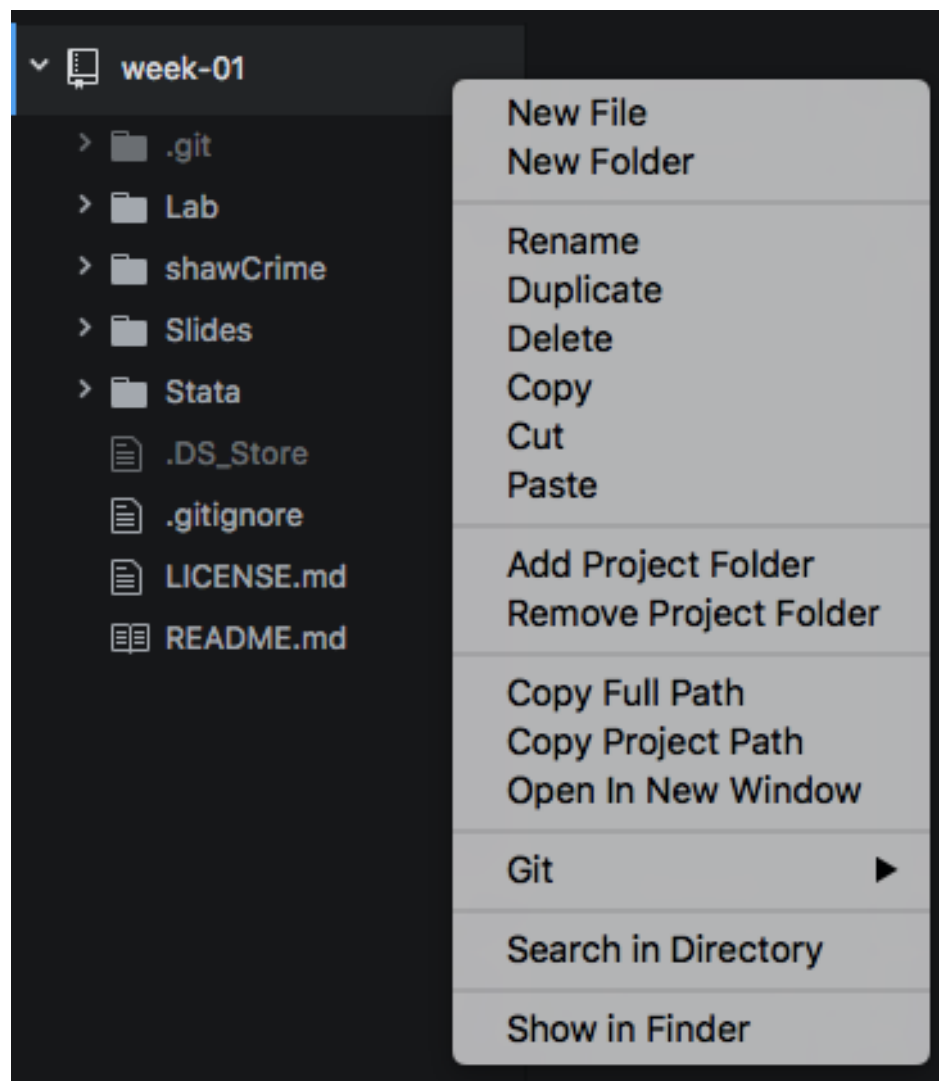 week-01
.git
Lab
shawCrime
Slides
Stata
.DS_Store
.gitignore
LICENSE.md
README.md
New File
New Folder
Rename
Duplicate
Delete
Copy
Cut
Paste
Add Project Folder
Remove Project Folder
Copy Full Path
Copy Project Path
Open In New Window
Git
Search in Directory
Show in Finder